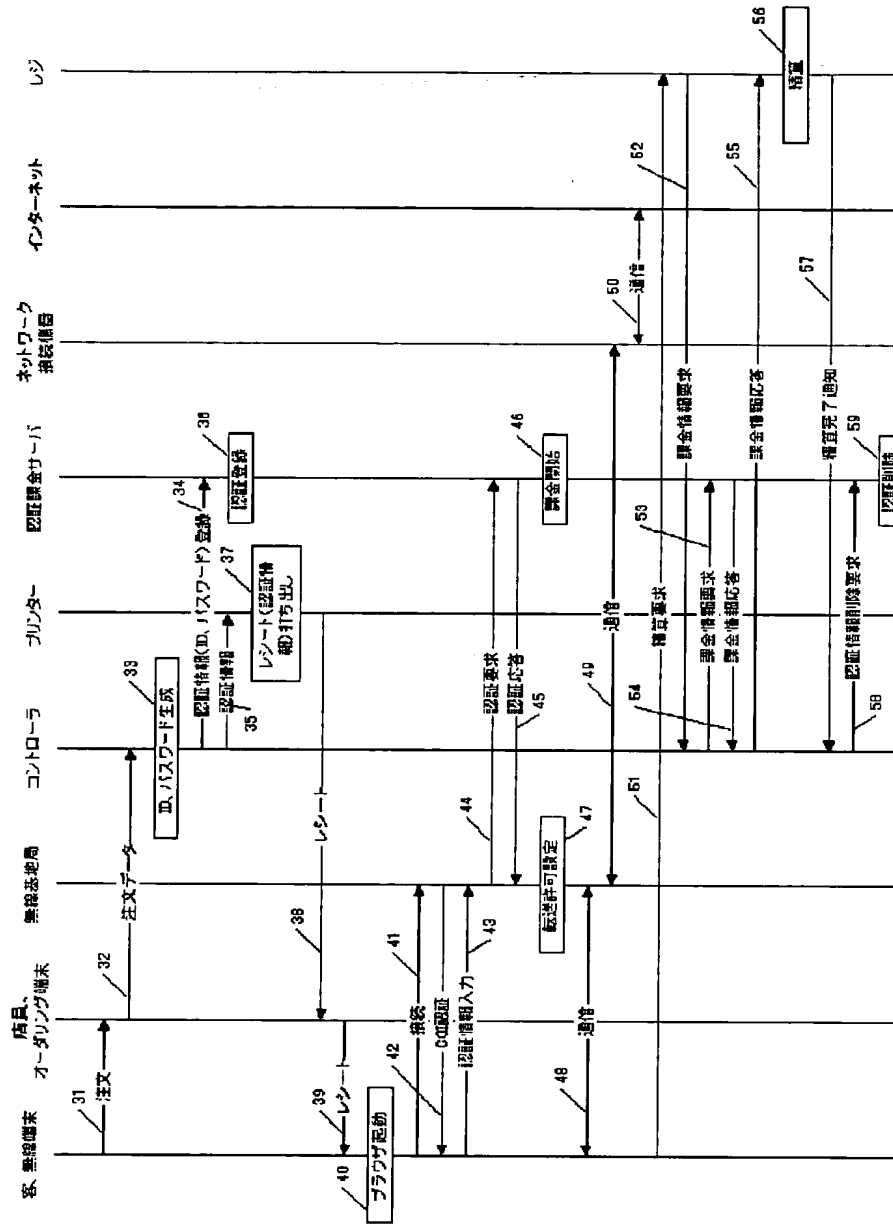 客、無線端末
店員、
オーダリング端末
無線基地局
コントローラ
プリンター
認証課金サーバ
ネットワーク
接続機器
インターネット
レジ
31
注文
32
注文データ
33
ID、パスワード生成
34
認証情報(ID、パスワード)登録
35
認証情報
36
認証登録
37
レシート(認証情
報)打ち出し
38
レシート
39
レシート
40
ブラウザ起動
41
接続
42
認証
43
認証情報入力
44
認証要求
45
認証応答
46
課金開始
47
転送許可設定
48
通信
49
通信
50
通信
51
精算要求
52
課金情報要求
53
課金情報要求
54
課金情報応答
55
課金情報応答
56
精算
57
精算完了通知
58
認証情報削除要求
59
認証削除